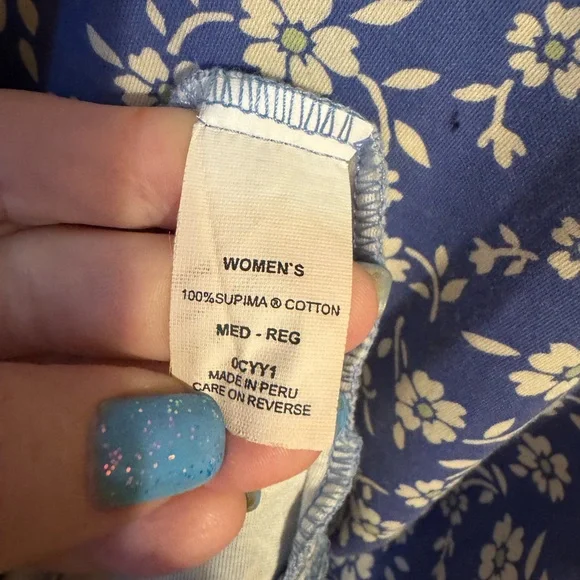 WOMEN`S
100%SUPIMA ® COTTON
MED - REG
0CYY1
MADE IN PERU
CARE ON REVERSE